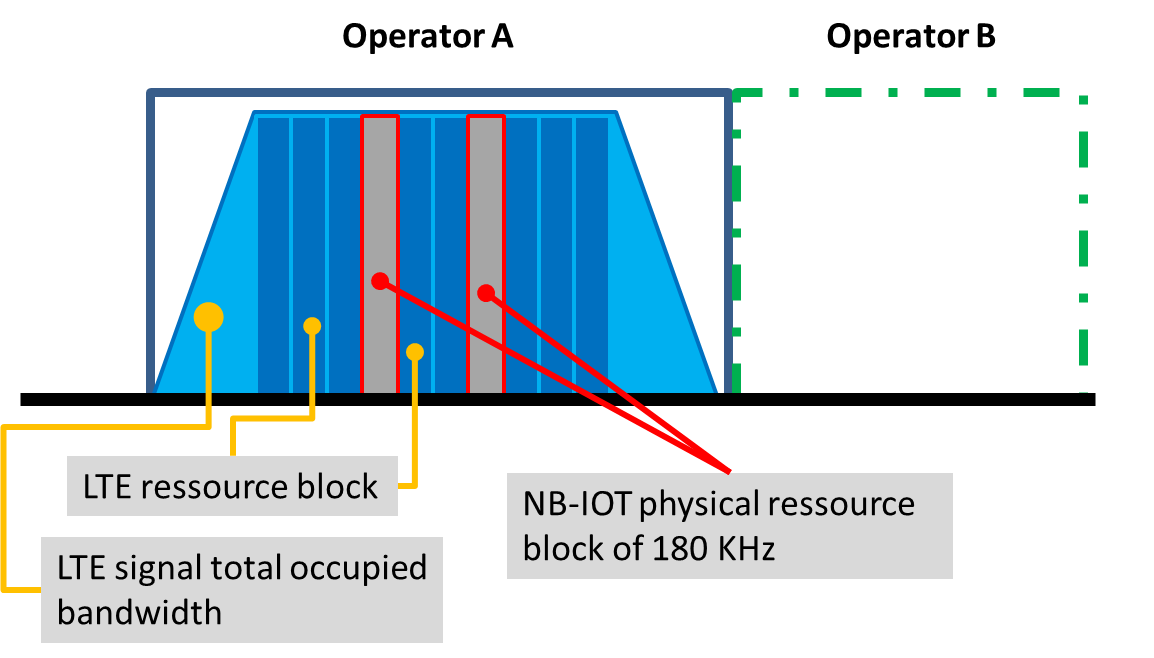 Operator A
Operator B
LTE ressource block
NB-IOT physical ressource
block of 180 KHz
LTE signal total occupied
bandwidth